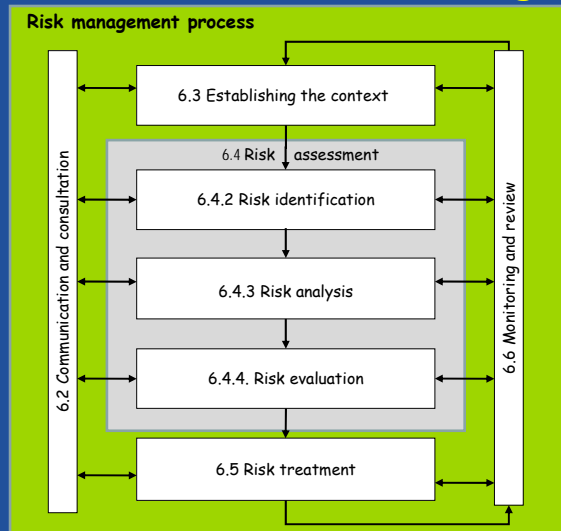 Risk management process
6.3 Establishing the context
6.4 Risk assessment
6.4.2 Risk identification
6.4.3 Risk analysis
6.4.4. Risk evaluation
6.5 Risk treatment
6.2 Communication and consultation
6.6 Monitoring and review